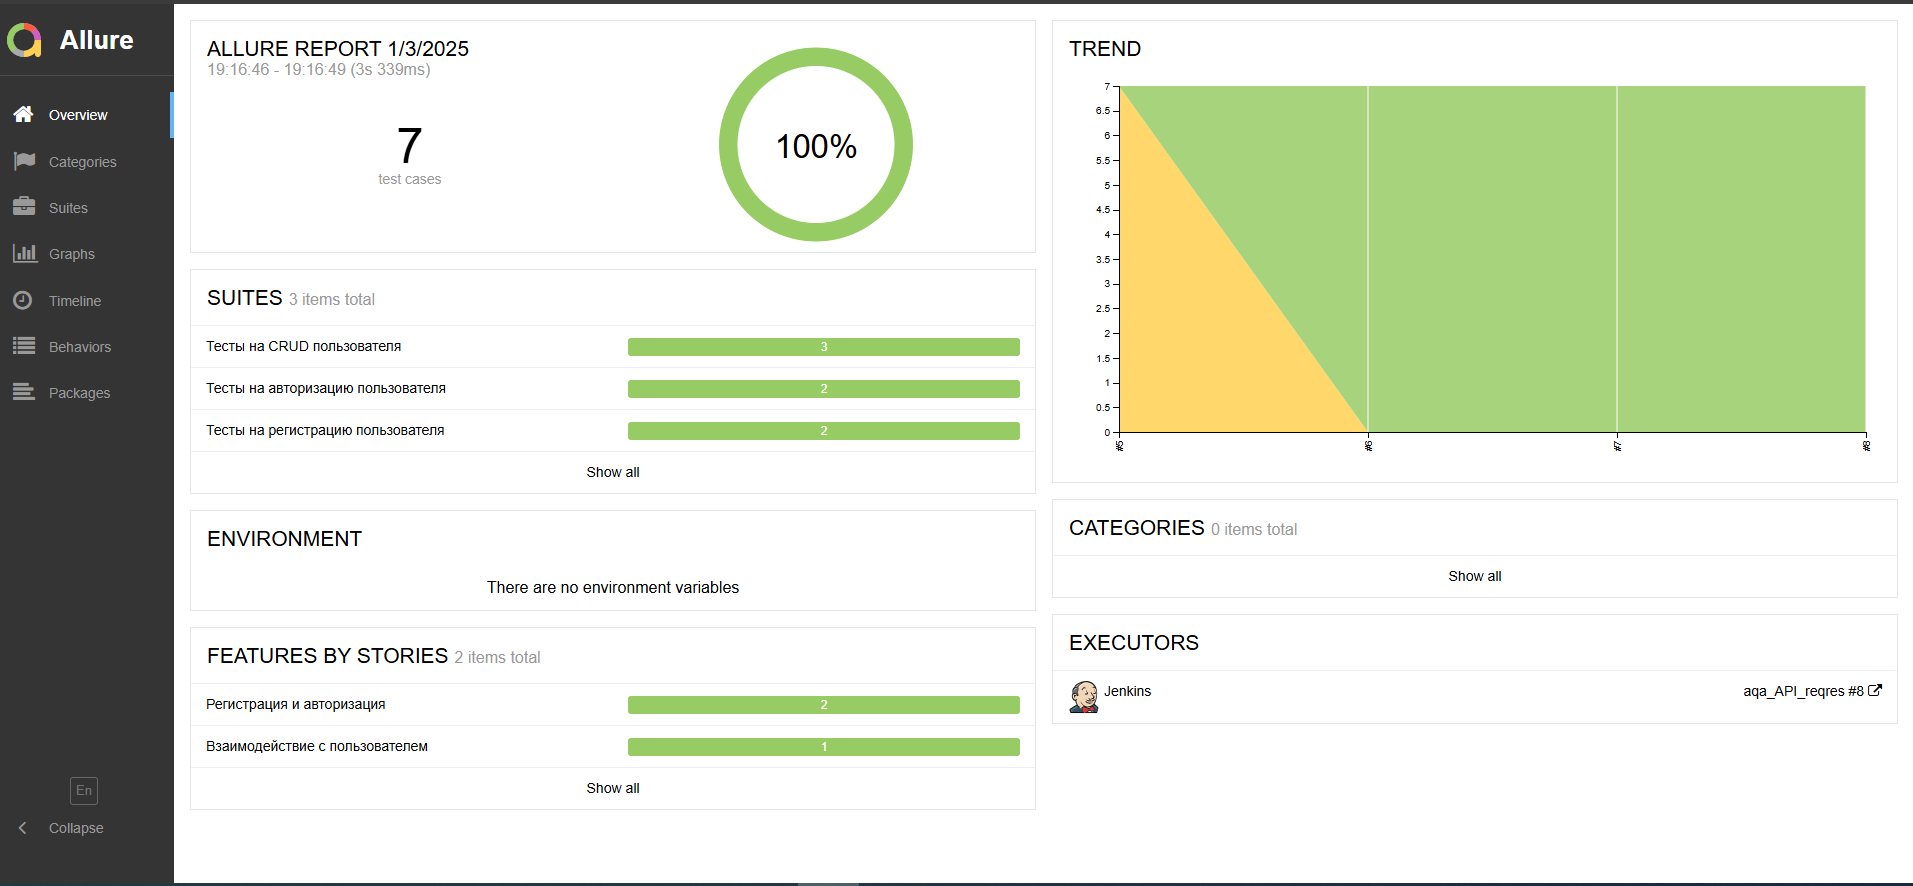 Allure
Overview
Categories
Suites
Graphs
Timeline
Behaviors
Packages
En
Collapse
ALLURE REPORT 1/3/2025
19:16:46 - 19:16:49 (3s 339ms)
7
test cases
100%
SUITES 3 items total
Тесты на CRUD пользователя 3
Тесты на авторизацию пользователя 2
Тесты на регистрацию пользователя 2
Show all
ENVIRONMENT
There are no environment variables
FEATURES BY STORIES 2 items total
Регистрация и авторизация 2
Взаимодействие с пользователем 1
Show all
TREND
7
6.5
6
5.5
5
4.5
4
3.5
3
2.5
2
1.5
1
0.5
0
#5 #6 #7 #8
CATEGORIES 0 items total
Show all
EXECUTORS
Jenkins aqa_API_reqres #8